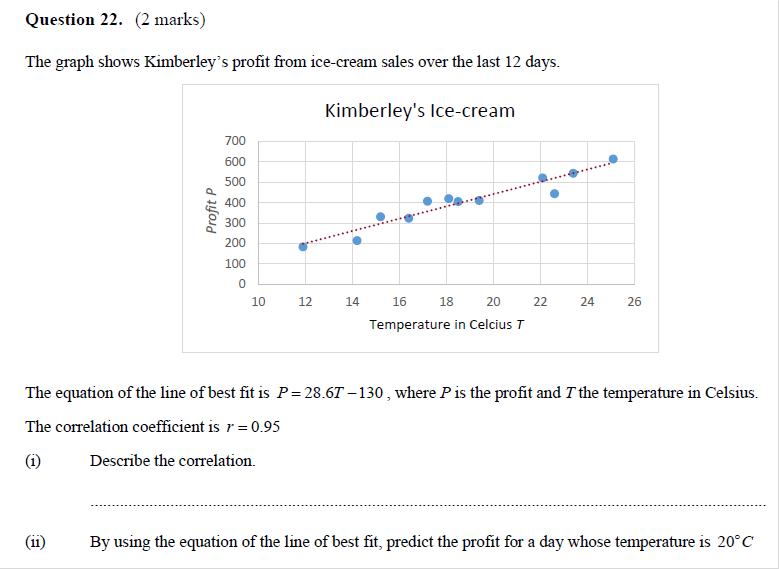 Question 22. (2 marks)
The graph shows Kimberley's profit from ice-cream sales over the last 12 days.
Kimberley's Ice-cream
700
600
500
400
300
200
100
0
Profit P
10 12 14 16 18 20 22 24 26
Temperature in Celcius T
The equation of the line of best fit is P = 28.6T – 130 , where P is the profit and T the temperature in Celsius.
The correlation coefficient is r = 0.95
(i) Describe the correlation.
(ii) By using the equation of the line of best fit, predict the profit for a day whose temperature is 20°C